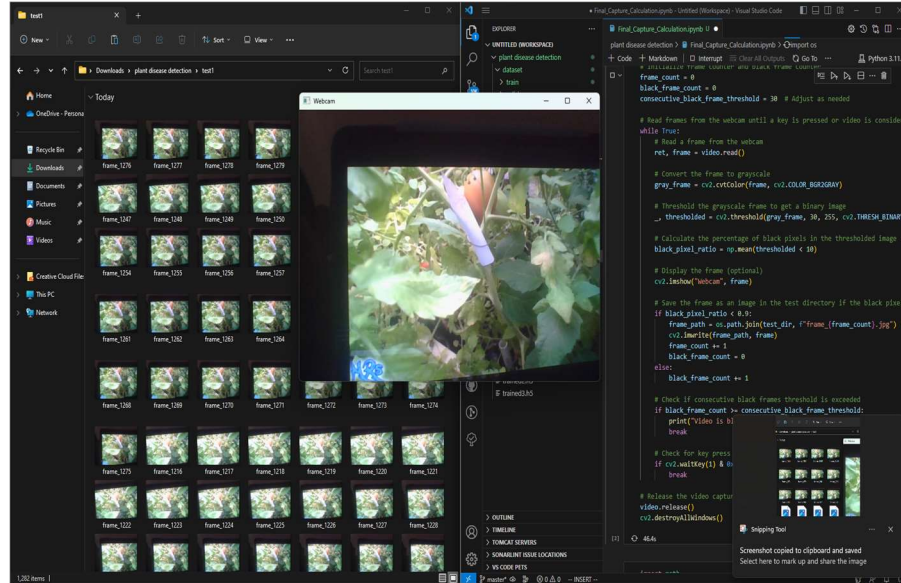 test1
New
Sort
View
Downloads > plant disease detection > test1
Search test1
Home
OneDrive - Persona
Recycle Bin
Downloads
Documents
Pictures
Music
Videos
Creative Cloud File
This PC
Network
Today
frame_1276 frame_1277 frame_1278 frame_1279
frame_1247 frame_1248 frame_1249 frame_1250
frame_1254 frame_1255 frame_1256 frame_1257
frame_1261 frame_1262 frame_1263 frame_1264
frame_1268 frame_1269 frame_1270 frame_1271 frame_1272 frame_1273 frame_1274
frame_1275 frame_1216 frame_1217 frame_1218 frame_1219 frame_1220 frame_1221
frame_1222 frame_1223 frame_1224 frame_1225 frame_1226 frame_1227 frame_1228
1,282 items
Webcam
Final_Capture_Calculation.ipynb - Untitled (Workspace) - Visual Studio Code
EXPLORER
UNTITLED (WORKSPACE)
plant disease detection
dataset
train
trained3.h5
OUTLINE
TIMELINE
TOMCAT SERVERS
SONARLINT ISSUE LOCATIONS
VS CODE PETS
Final_Capture_Calculation.ipynb U
plant disease detection > Final_Capture_Calculation.ipynb > import os
+ Code + Markdown Interrupt Clear All Outputs Go To ... Python 3.11
# Initialize frame counter and black frame counter
frame_count = 0
black_frame_count = 0
consecutive_black_frame_threshold = 30 # Adjust as needed
# Read frames from the webcam until a key is pressed or video is conside
while True:
# Read a frame from the webcam
ret, frame = video.read()
# Convert the frame to grayscale
gray_frame = cv2.cvtColor(frame, cv2.COLOR_BGR2GRAY)
# Threshold the grayscale frame to get a binary image
_, thresholded = cv2.threshold(gray_frame, 30, 255, cv2.THRESH_BINAR
# Calculate the percentage of black pixels in the thresholded image
black_pixel_ratio = np.mean(thresholded < 10)
# Display the frame (optional)
cv2.imshow("Webcam", frame)
# Save the frame as an image in the test directory if the black pixe
if black_pixel_ratio < 0.9:
frame_path = os.path.join(test_dir, f"frame_{frame_count}.jpg")
cv2.imwrite(frame_path, frame)
frame_count += 1
black_frame_count = 0
else:
black_frame_count += 1
# Check if consecutive black frames threshold is exceeded
if black_frame_count >= consecutive_black_frame_threshold:
print("Video is bl
break
# Check for key press
if cv2.waitKey(1) & 0x
break
# Release the video captur
video.release()
cv2.destroyAllWindows()
46.4s
Snipping Tool
Screenshot copied to clipboard and saved
Select here to mark up and share the image
master* 0 0 -- INSERT --